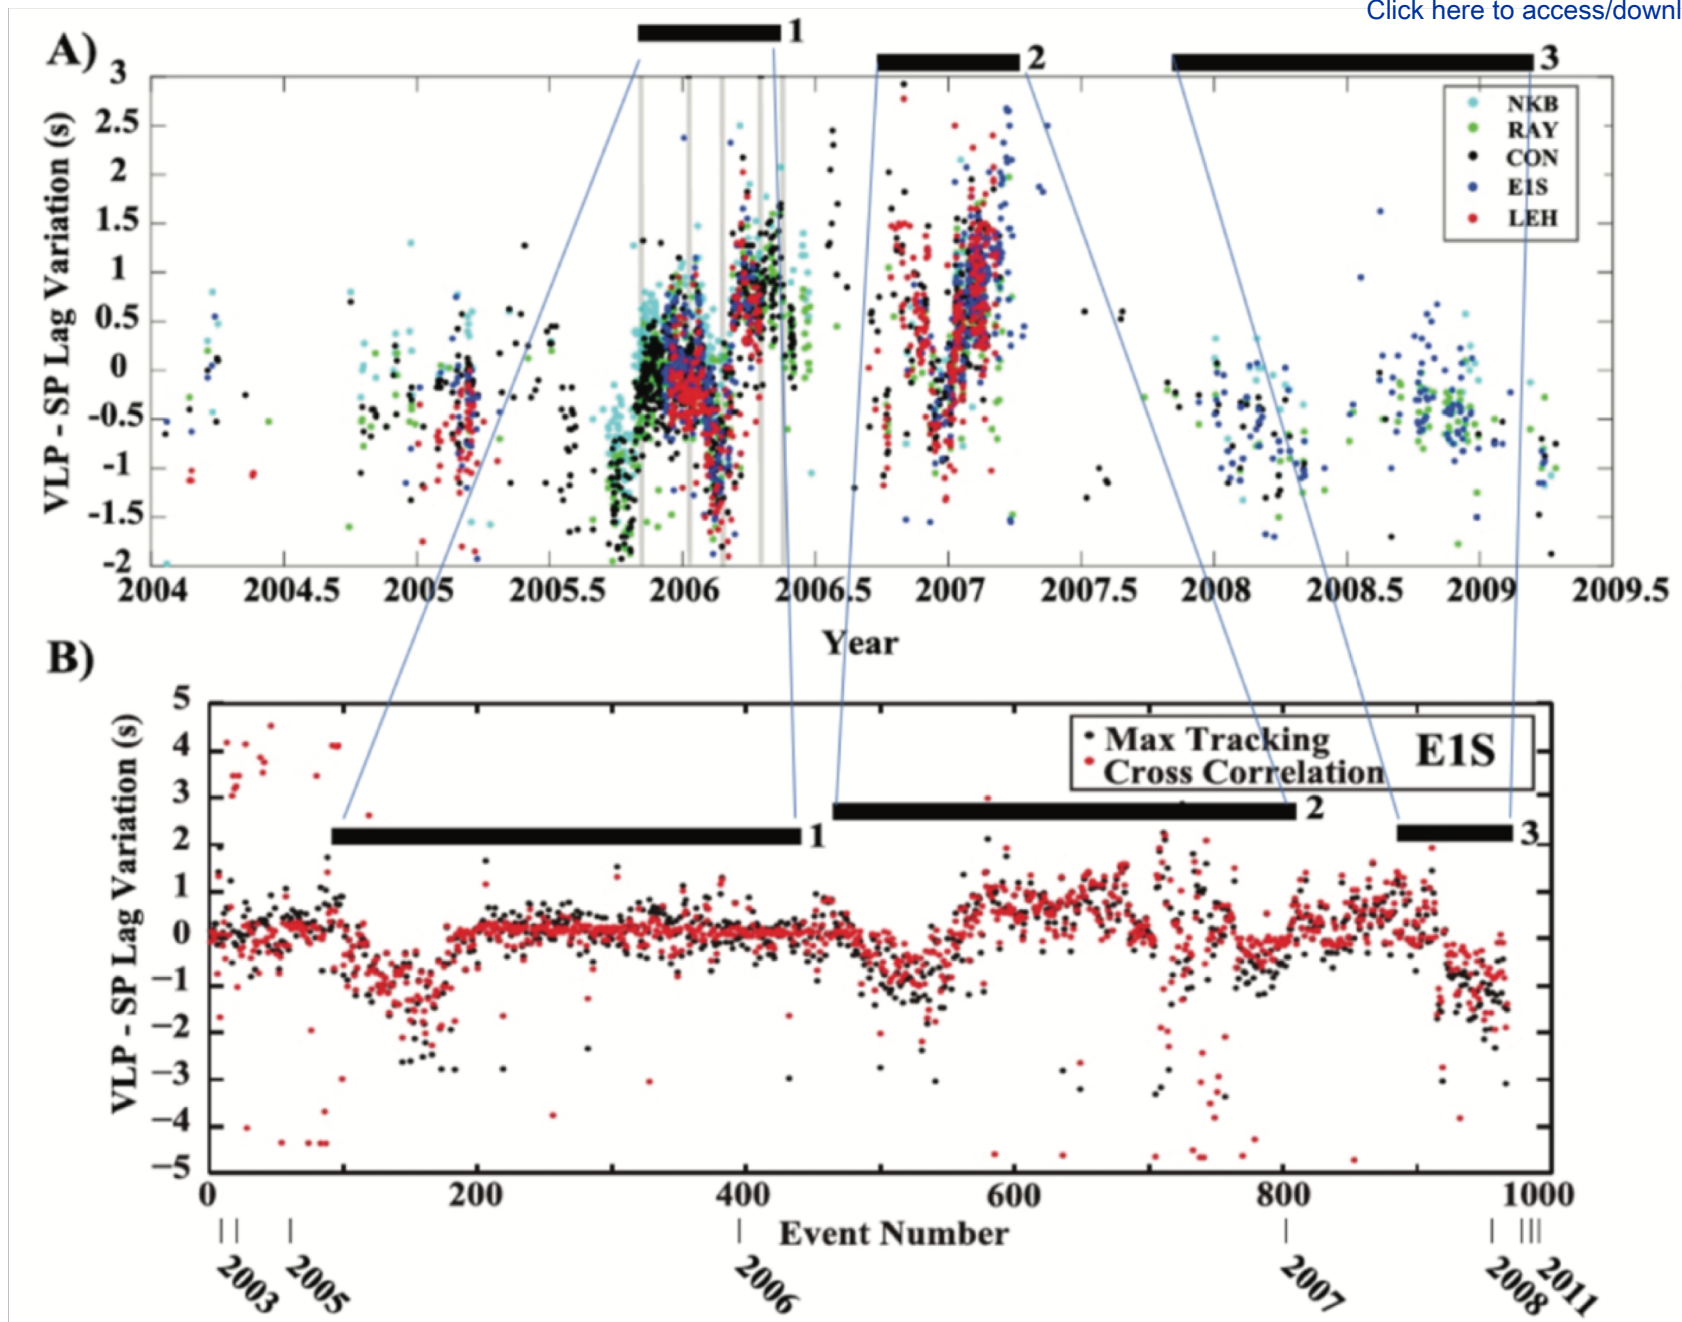 Click here to access/downl
A)
1
2
3
VLP - SP Lag Variation (s)
3
2.5
2
1.5
1
0.5
0
-0.5
-1
-1.5
-2
NKB
RAY
CON
E1S
LEH
2004 2004.5 2005 2005.5 2006 2006.5 2007 2007.5 2008 2008.5 2009 2009.5
Year
B)
VLP - SP Lag Variation (s)
5
4
3
2
1
0
−1
−2
−3
−4
−5
Max Tracking
Cross Correlation
E1S
1
2
3
0 200 400 600 800 1000
Event Number
2003 2005 2006 2007 2008 2011